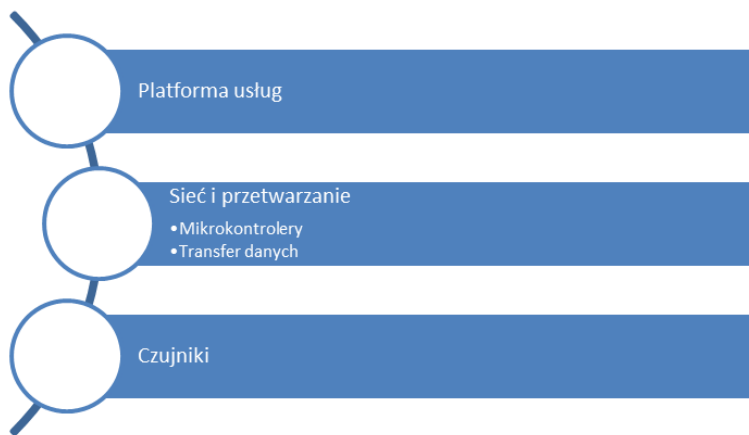 Platforma usług
Sieć i przetwarzanie
•Mikrokontrolery
•Transfer danych
Czujniki